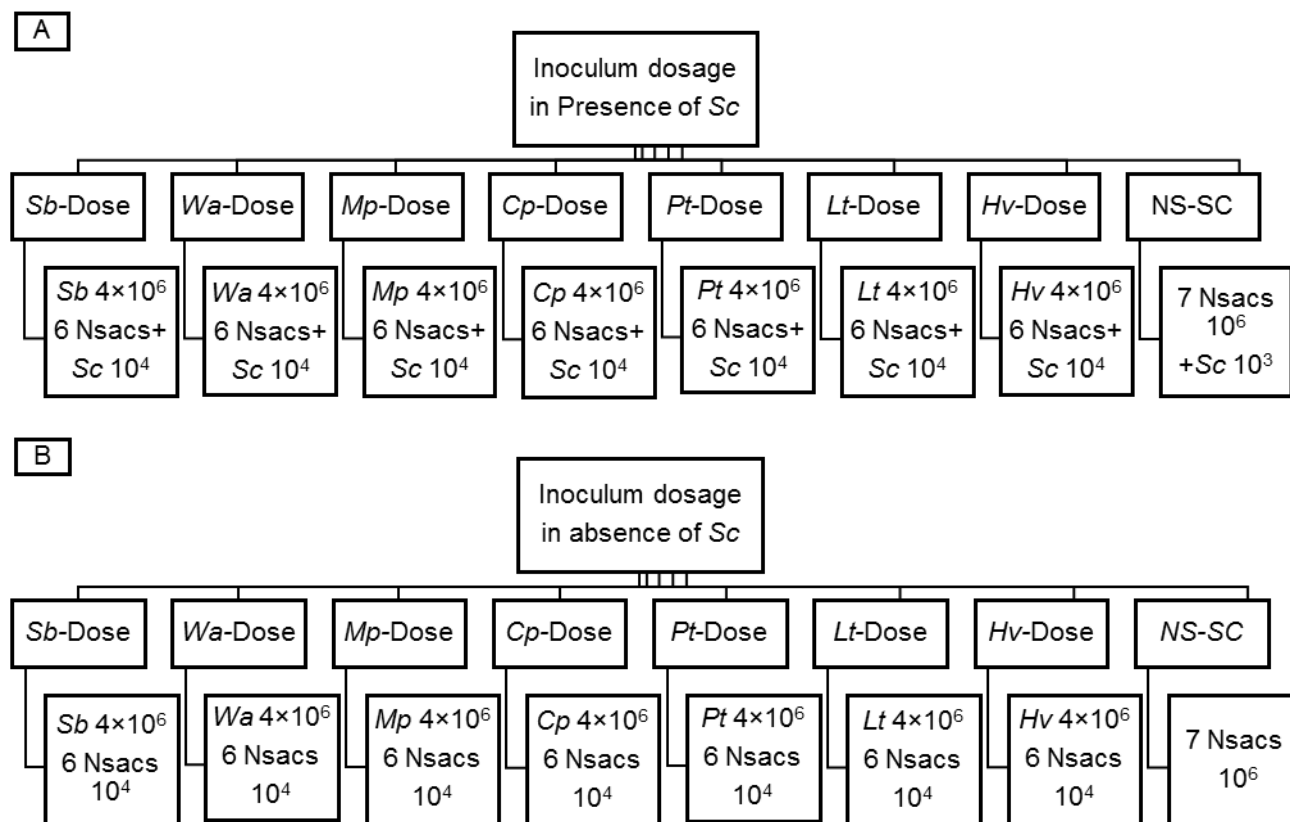 A
Inoculum dosage
in Presence of Sc
Sb-Dose
Wa-Dose
Mp-Dose
Cp-Dose
Pt-Dose
Lt-Dose
Hv-Dose
NS-SC
Sb 4×10⁶
6 Nsacs+
Sc 10⁴
Wa 4×10⁶
6 Nsacs+
Sc 10⁴
Mp 4×10⁶
6 Nsacs+
Sc 10⁴
Cp 4×10⁶
6 Nsacs+
Sc 10⁴
Pt 4×10⁶
6 Nsacs+
Sc 10⁴
Lt 4×10⁶
6 Nsacs+
Sc 10⁴
Hv 4×10⁶
6 Nsacs+
Sc 10⁴
7 Nsacs
10⁶
+Sc 10³
B
Inoculum dosage
in absence of Sc
Sb-Dose
Wa-Dose
Mp-Dose
Cp-Dose
Pt-Dose
Lt-Dose
Hv-Dose
NS-SC
Sb 4×10⁶
6 Nsacs
10⁴
Wa 4×10⁶
6 Nsacs
10⁴
Mp 4×10⁶
6 Nsacs
10⁴
Cp 4×10⁶
6 Nsacs
10⁴
Pt 4×10⁶
6 Nsacs
10⁴
Lt 4×10⁶
6 Nsacs
10⁴
Hv 4×10⁶
6 Nsacs
10⁴
7 Nsacs
10⁶